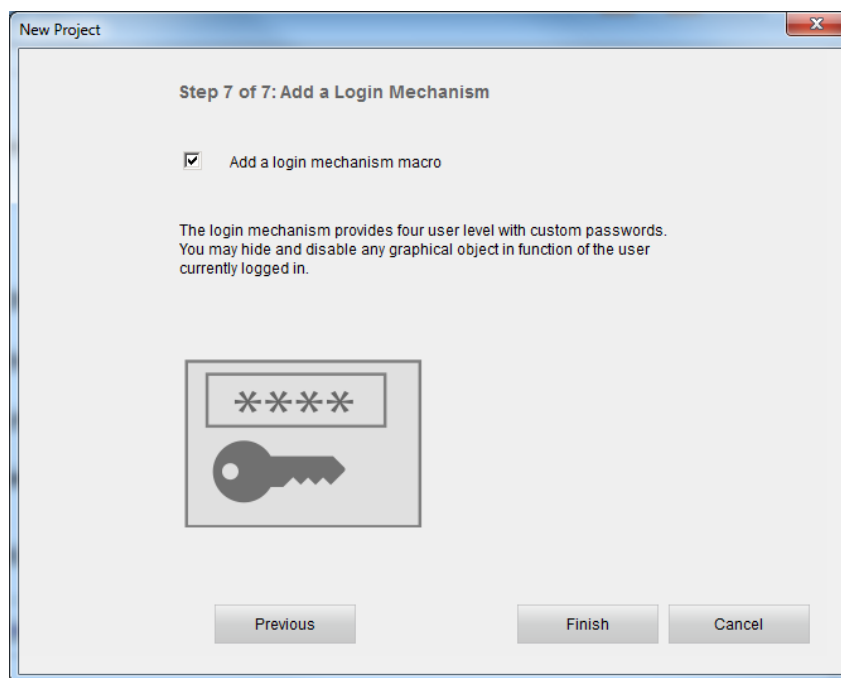 New Project
Step 7 of 7: Add a Login Mechanism
Add a login mechanism macro
The login mechanism provides four user level with custom passwords.
You may hide and disable any graphical object in function of the user
currently logged in.
****
Previous
Finish
Cancel